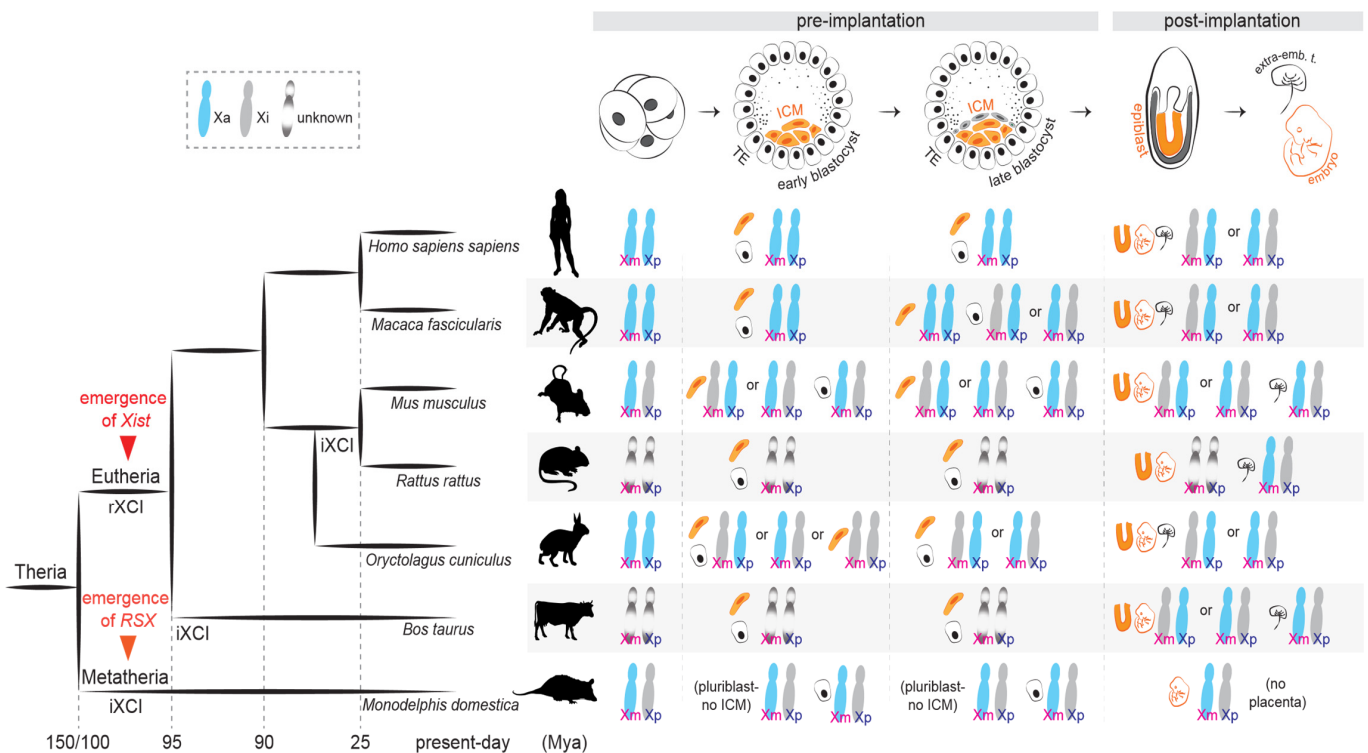 pre-implantation
post-implantation
Xa
Xi
unknown
ICM
TE
early blastocyst
ICM
TE
late blastocyst
epiblast
extra-emb. t.
embryo
Homo sapiens sapiens
Xm Xp
Xm Xp
Xm Xp
Xm Xp
or
Xm Xp
Macaca fascicularis
Xm Xp
Xm Xp
Xm Xp
Xm Xp
or
Xm Xp
Xm Xp
or
Xm Xp
Mus musculus
Xm Xp
Xm Xp
or
Xm Xp
Xm Xp
Xm Xp
or
Xm Xp
Xm Xp
Xm Xp
or
Xm Xp
Xm Xp
emergence
of Xist
iXCI
Eutheria
rXCI
Rattus rattus
Xm Xp
Xm Xp
Xm Xp
Xm Xp
Xm Xp
Oryctolagus cuniculus
Xm Xp
Xm Xp
or
Xm Xp
or
Xm Xp
Xm Xp
or
Xm Xp
Xm Xp
or
Xm Xp
Theria
emergence
of RSX
iXCI
Bos taurus
Xm Xp
Xm Xp
Xm Xp
Xm Xp
or
Xm Xp
Xm Xp
Metatheria
iXCI
Monodelphis domestica
Xm Xp
(pluriblast-
no ICM)
Xm Xp
Xm Xp
(pluriblast-
no ICM)
Xm Xp
Xm Xp
Xm Xp
(no
placenta)
150/100
95
90
25
present-day
(Mya)